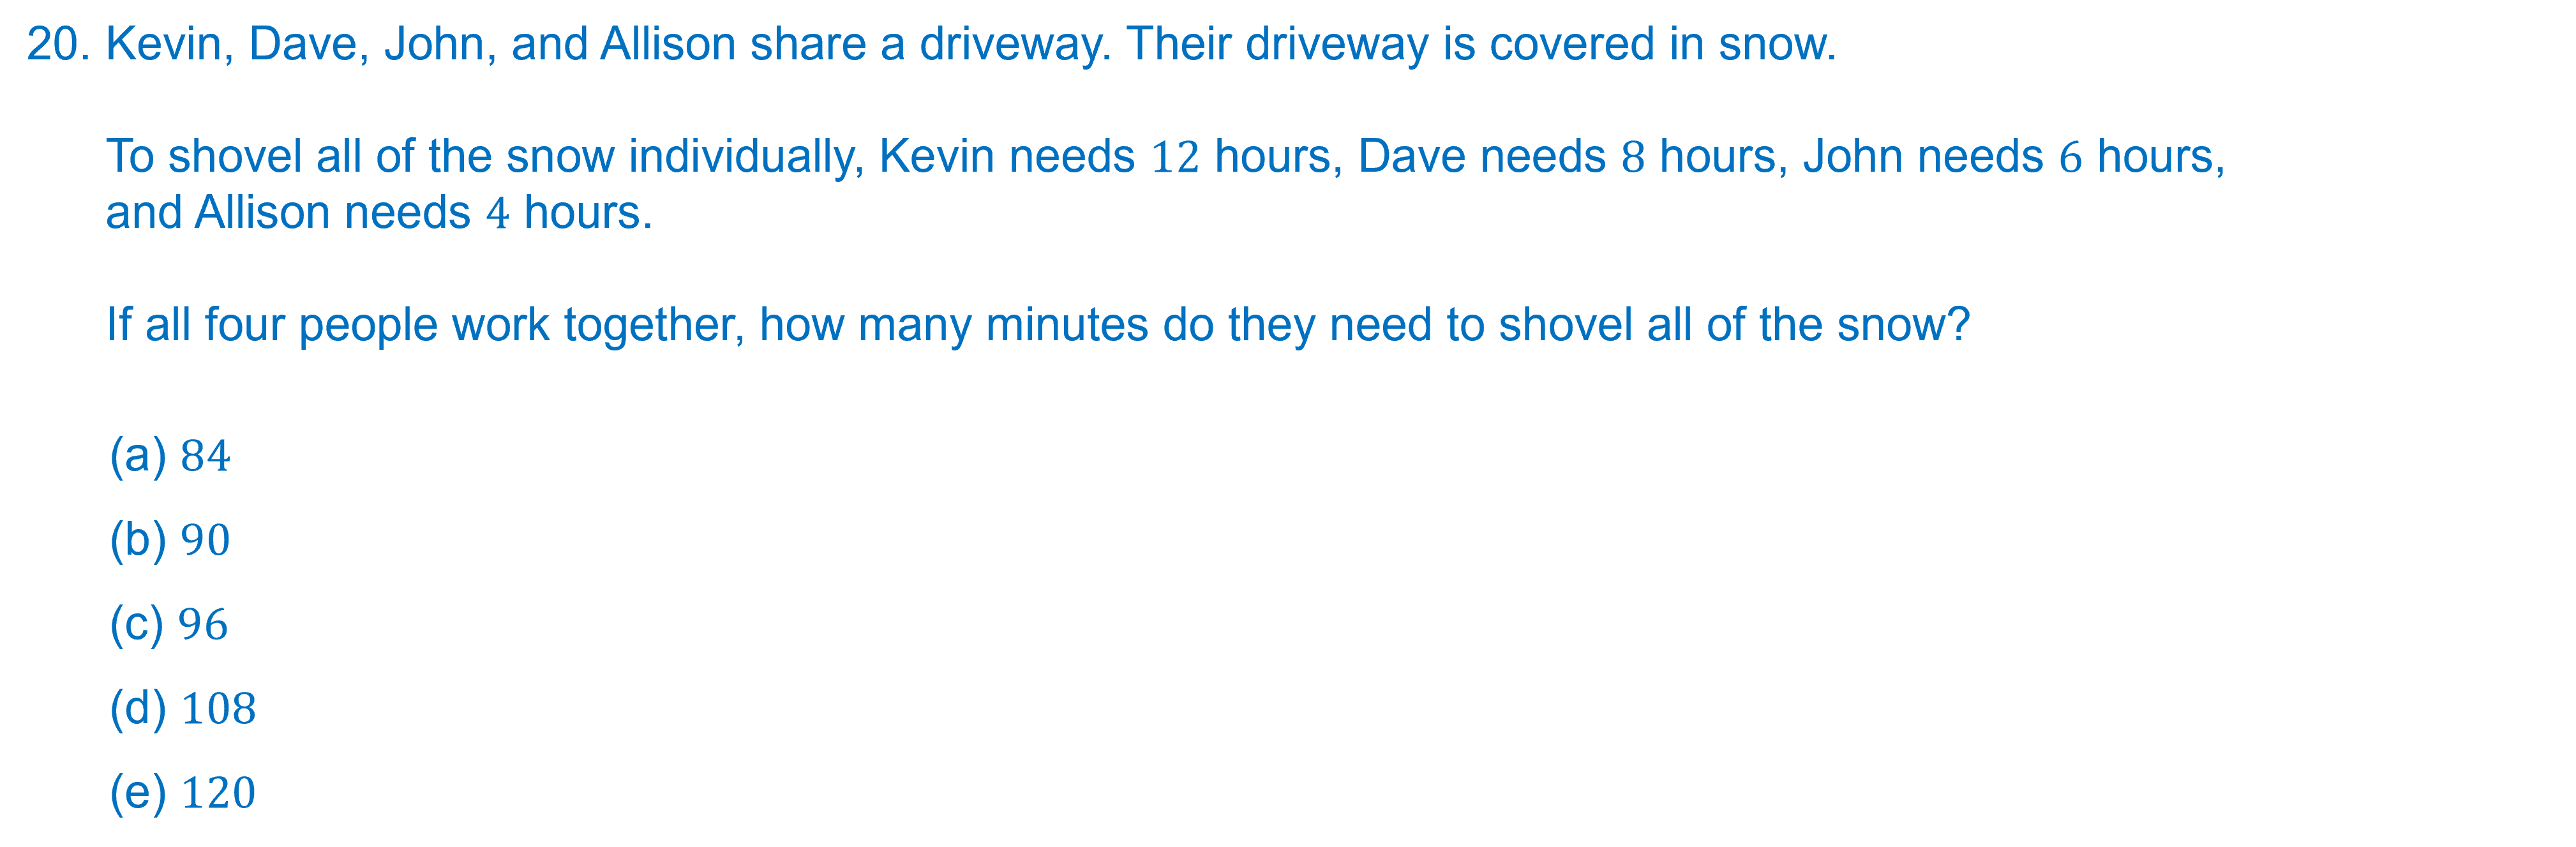 20. Kevin, Dave, John, and Allison share a driveway. Their driveway is covered in snow.
To shovel all of the snow individually, Kevin needs 12 hours, Dave needs 8 hours, John needs 6 hours,
and Allison needs 4 hours.
If all four people work together, how many minutes do they need to shovel all of the snow?
(a) 84
(b) 90
(c) 96
(d) 108
(e) 120